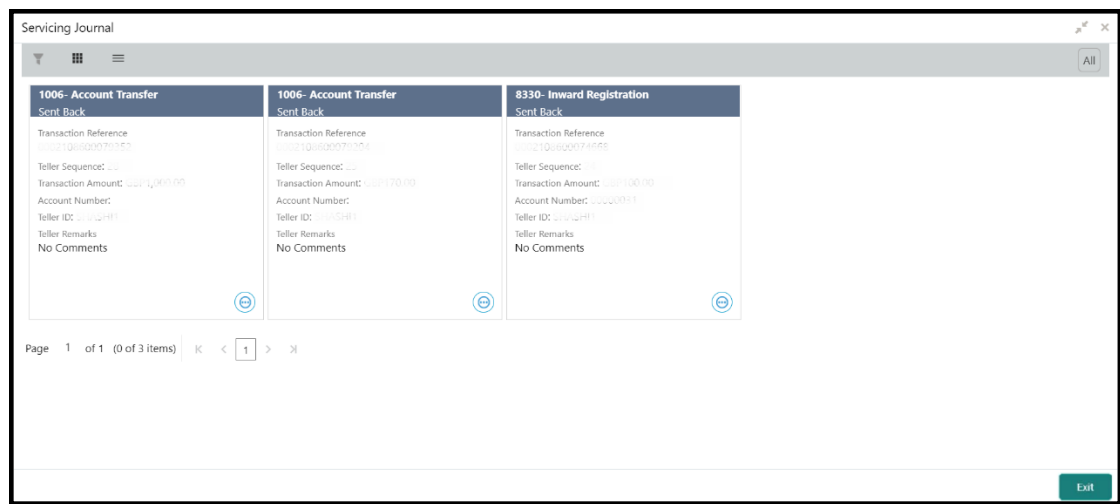 Servicing Journal
All
1006- Account Transfer
Sent Back
Transaction Reference
Teller Sequence:
Transaction Amount:
Account Number:
Teller ID:
Teller Remarks
No Comments
1006- Account Transfer
Sent Back
Transaction Reference
Teller Sequence:
Transaction Amount:
Account Number:
Teller ID:
Teller Remarks
No Comments
8330- Inward Registration
Sent Back
Transaction Reference
Teller Sequence:
Transaction Amount:
Account Number:
Teller ID:
Teller Remarks
No Comments
Page 1 of 1 (0 of 3 items) 1
Exit